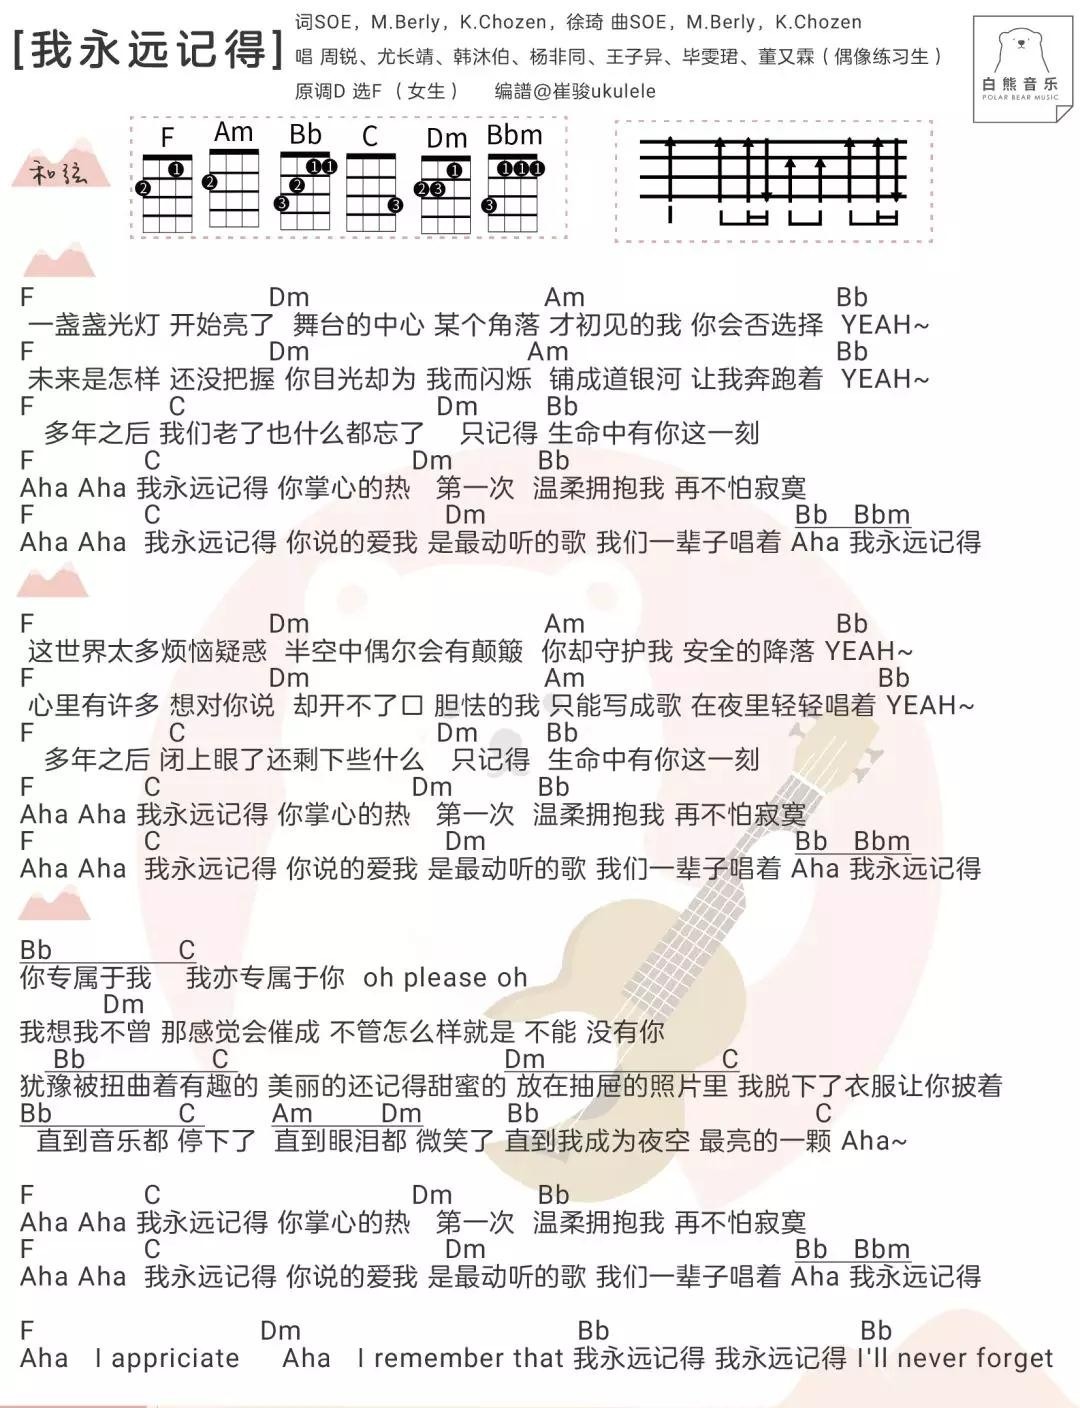 [我永远记得]
词SOE，M.Berly，K.Chozen，徐琦 曲SOE，M.Berly，K.Chozen
唱 周锐、尤长靖、韩沐伯、杨非同、王子异、毕雯珺、董又霖（偶像练习生）
原调D 选F （女生） 编谱@崔骏ukulele
白熊音乐
POLAR BEAR MUSIC
和弦
F Am Bb C Dm Bbm
1 2 2 1 1 2 3 3 1 2 3 1 1 1 3
F Dm Am Bb
一盏盏光灯 开始亮了 舞台的中心 某个角落 才初见的我 你会否选择 YEAH~
F Dm Am Bb
未来是怎样 还没把握 你目光却为 我而闪烁 铺成道银河 让我奔跑着 YEAH~
F C Dm Bb
多年之后 我们老了也什么都忘了 只记得 生命中有你这一刻
F C Dm Bb
Aha Aha 我永远记得 你掌心的热 第一次 温柔拥抱我 再不怕寂寞
F C Dm Bb Bbm
Aha Aha 我永远记得 你说的爱我 是最动听的歌 我们一辈子唱着 Aha 我永远记得
F Dm Am Bb
这世界太多烦恼疑惑 半空中偶尔会有颠簸 你却守护我 安全的降落 YEAH~
F Dm Am Bb
心里有许多 想对你说 却开不了口 胆怯的我 只能写成歌 在夜里轻轻唱着 YEAH~
F C Dm Bb
多年之后 闭上眼了还剩下些什么 只记得 生命中有你这一刻
F C Dm Bb
Aha Aha 我永远记得 你掌心的热 第一次 温柔拥抱我 再不怕寂寞
F C Dm Bb Bbm
Aha Aha 我永远记得 你说的爱我 是最动听的歌 我们一辈子唱着 Aha 我永远记得
Bb C
你专属于我 我亦专属于你 oh please oh
Dm
我想我不曾 那感觉会催成 不管怎么样就是 不能 没有你
Bb C Dm C
犹豫被扭曲着有趣的 美丽的还记得甜蜜的 放在抽屉的照片里 我脱下了衣服让你披着
Bb C Am Dm Bb C
直到音乐都 停下了 直到眼泪都 微笑了 直到我成为夜空 最亮的一颗 Aha~
F C Dm Bb
Aha Aha 我永远记得 你掌心的热 第一次 温柔拥抱我 再不怕寂寞
F C Dm Bb Bbm
Aha Aha 我永远记得 你说的爱我 是最动听的歌 我们一辈子唱着 Aha 我永远记得
F Dm Bb Bb
Aha I appriciate Aha I remember that 我永远记得 我永远记得 I'll never forget